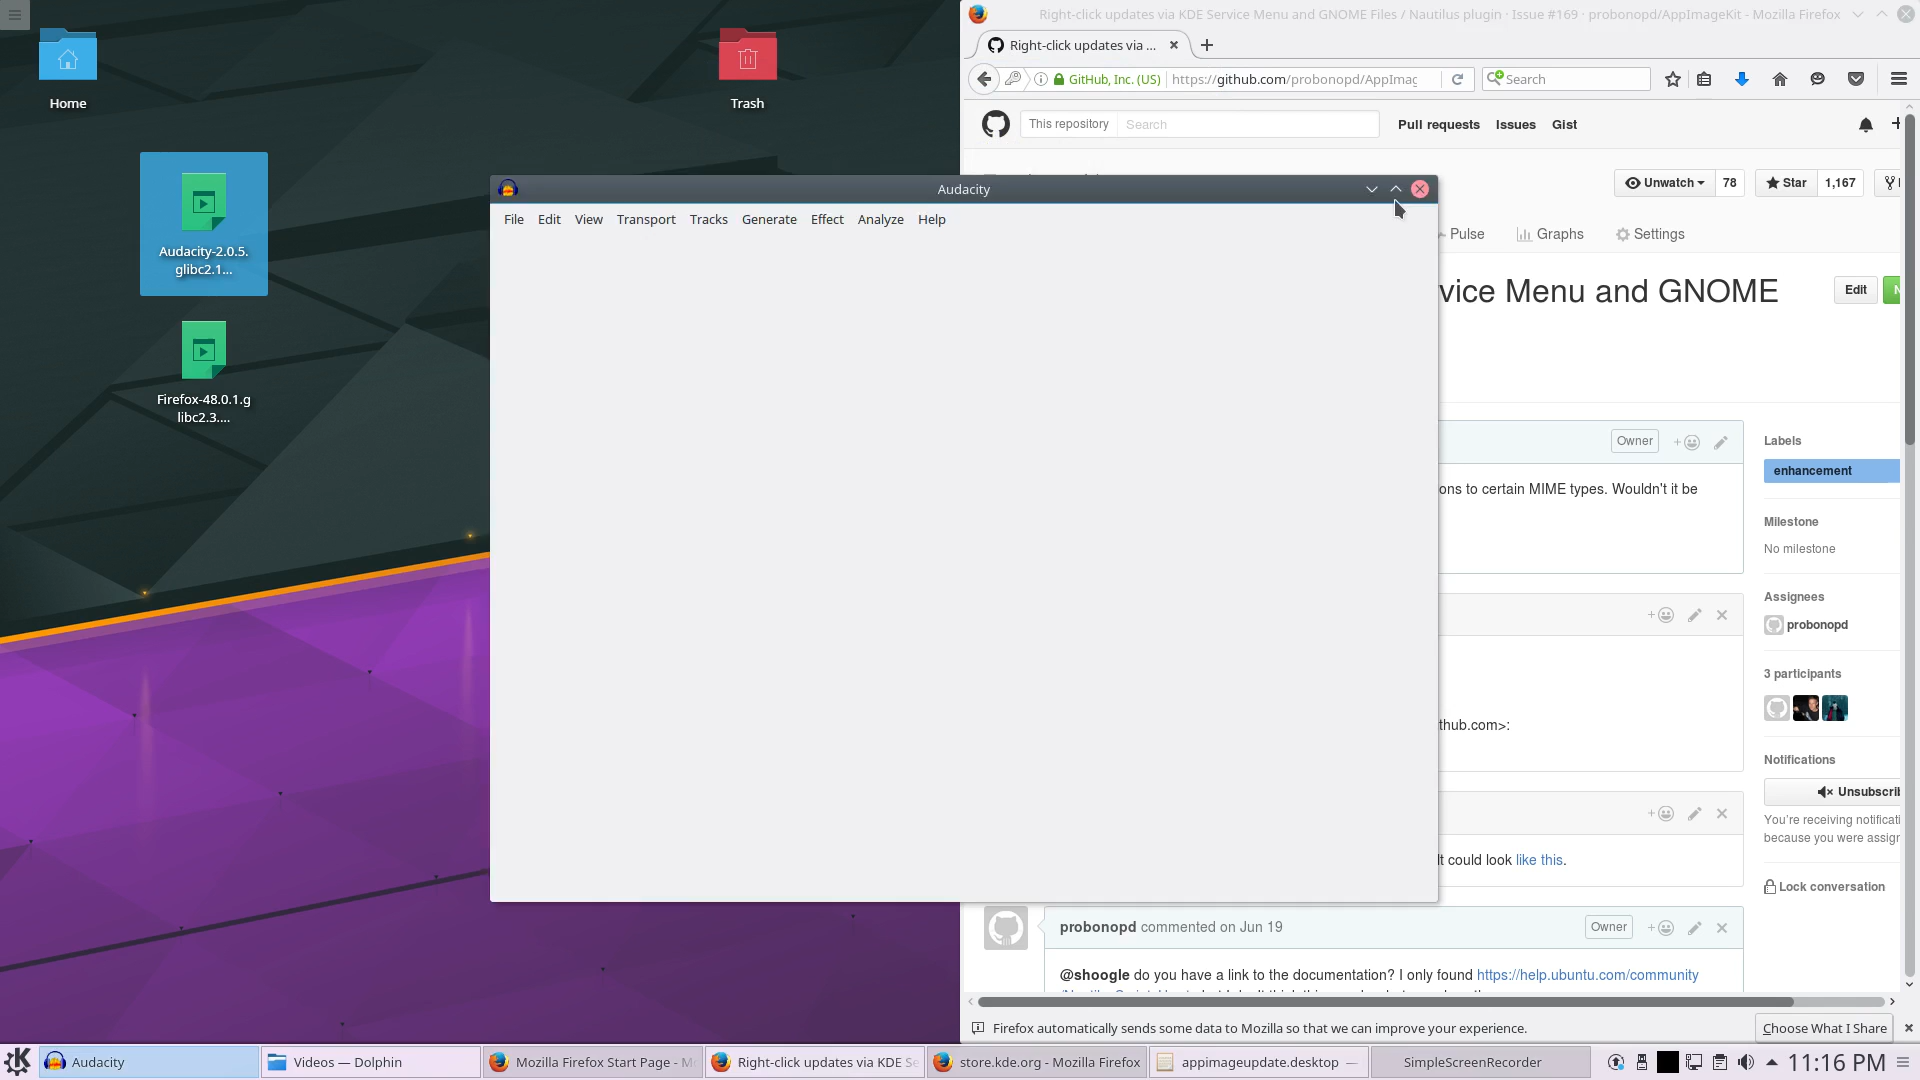 Home
Trash
Audacity-2.0.5.
glibc2.1...
Firefox-48.0.1.g
libc2.3....
Right-click updates via KDE Service Menu and GNOME Files / Nautilus plugin · Issue #169 · probonopd/AppImageKit - Mozilla Firefox
Right-click updates via ...
GitHub, Inc. (US)
https://github.com/probonopd/AppImag
Search
This repository
Search
Pull requests
Issues
Gist
Unwatch
78
Star
1,167
Pulse
Graphs
Settings
Audacity
File
Edit
View
Transport
Tracks
Generate
Effect
Analyze
Help
vice Menu and GNOME
Edit
Owner
ons to certain MIME types. Wouldn't it be
thub.com>:
It could look like this.
Labels
enhancement
Milestone
No milestone
Assignees
probonopd
3 participants
Notifications
Unsubscrib
You're receiving notificati
because you were assigr
Lock conversation
probonopd commented on Jun 19
Owner
@shoogle do you have a link to the documentation? I only found https://help.ubuntu.com/community
Firefox automatically sends some data to Mozilla so that we can improve your experience.
Choose What I Share
Audacity
Videos — Dolphin
Mozilla Firefox Start Page - M
Right-click updates via KDE Se
store.kde.org - Mozilla Firefox
appimageupdate.desktop —
SimpleScreenRecorder
11:16 PM